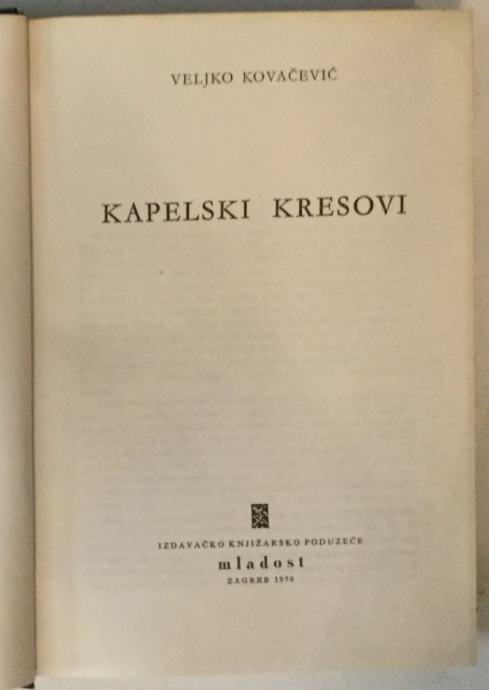 VELJKO KOVAČEVIĆ
KAPELSKI KRESOVI
IZDAVAČKO KNJIŽARSKO PODUZEĆE
mladost
ZAGREB 1976